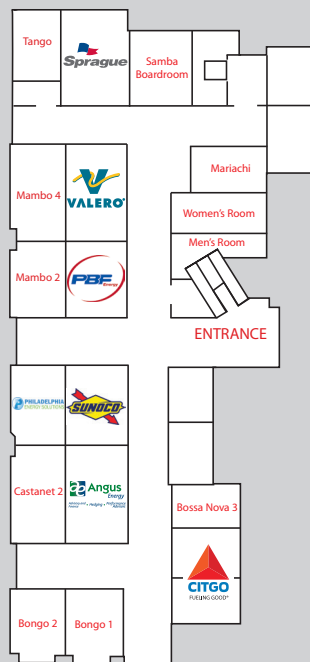 Tango
Sprague
Samba
Boardroom
Mariachi
Mambo 4
VALERO
Women's Room
Men's Room
Mambo 2
PBF
Energy
ENTRANCE
PHILADELPHIA
ENERGY SOLUTIONS
SUNOCO
Castanet 2
Angus
Energy
Bossa Nova 3
CITGO
FUELING GOOD®
Bongo 2
Bongo 1